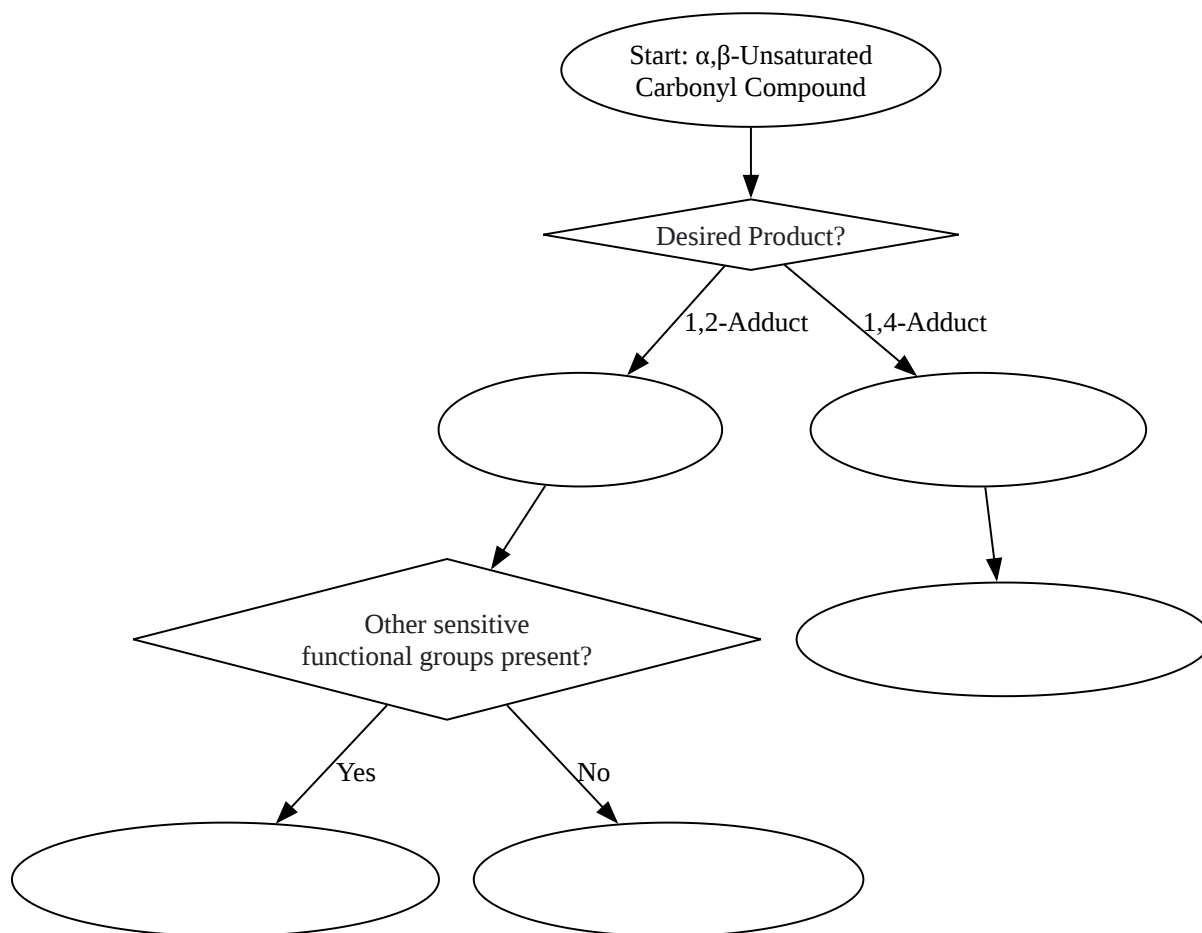 Start: α,β-Unsaturated
Carbonyl Compound
Desired Product?
1,2-Adduct
1,4-Adduct
Other sensitive
functional groups present?
Yes
No